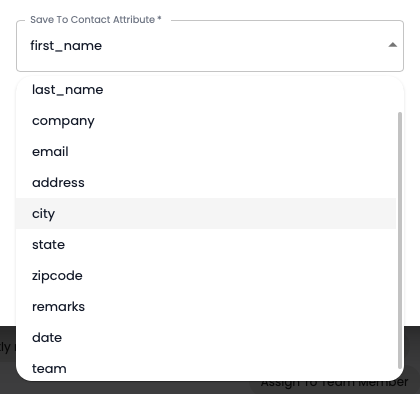 Save To Contact Attribute *
first_name
last_name
company
email
address
city
state
zipcode
remarks
date
team
Assign To Team Member